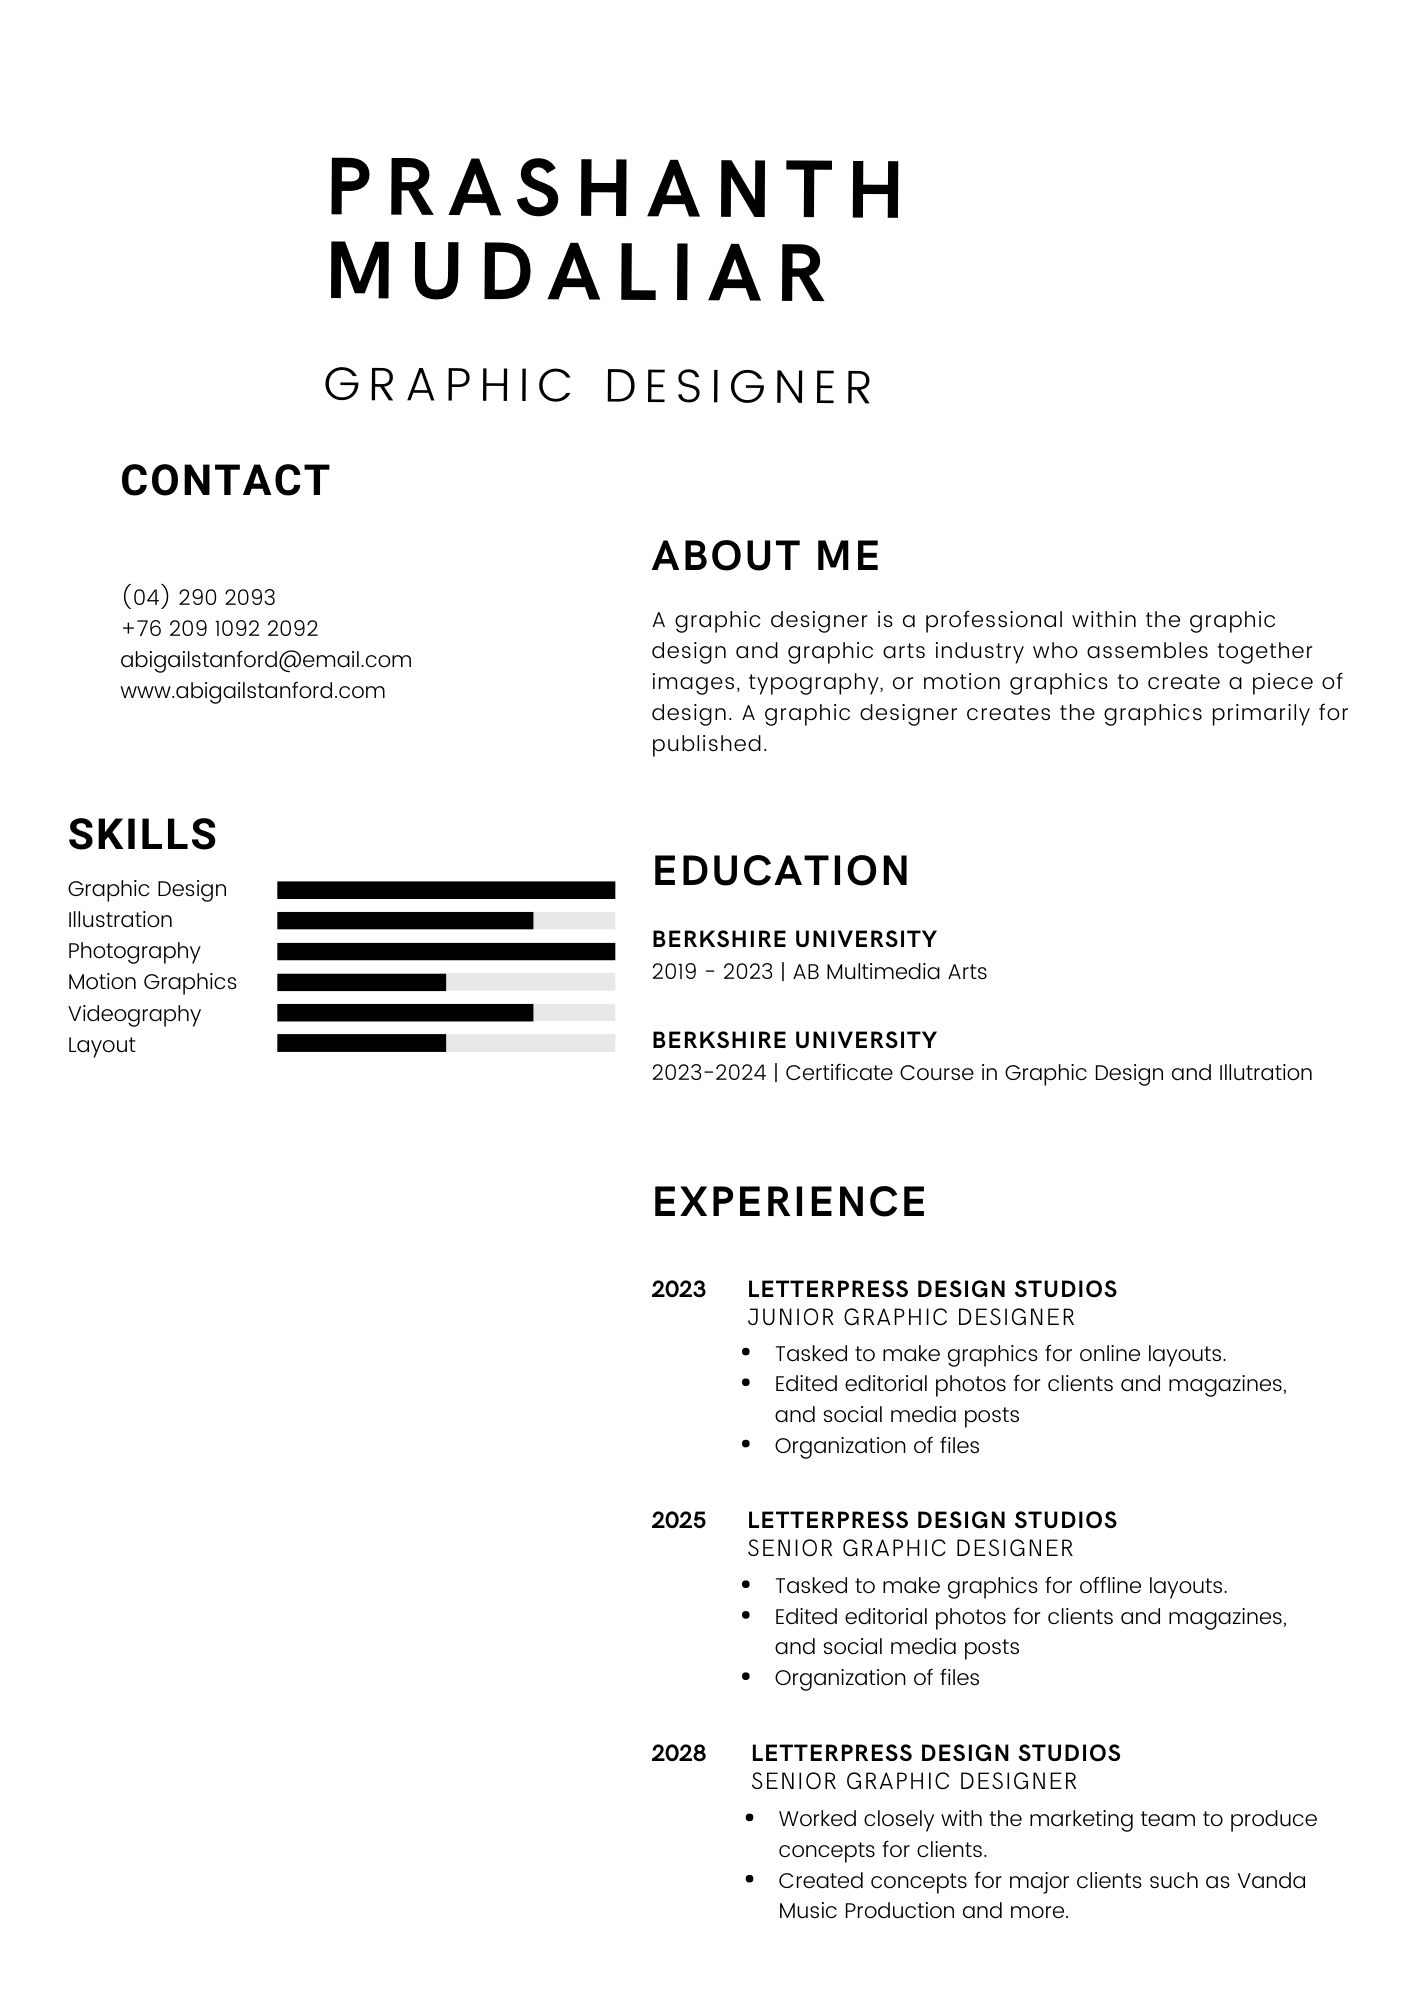 PRASHANTH
MUDALIAR
GRAPHIC DESIGNER
CONTACT
(04) 290 2093
+76 209 1092 2092
abigailstanford@email.com
www.abigailstanford.com
SKILLS
Graphic Design
Illustration
Photography
Motion Graphics
Videography
Layout
ABOUT ME
A graphic designer is a professional within the graphic
design and graphic arts industry who assembles together
images, typography, or motion graphics to create a piece of
design. A graphic designer creates the graphics primarily for
published.
EDUCATION
BERKSHIRE UNIVERSITY
2019 - 2023 | AB Multimedia Arts
BERKSHIRE UNIVERSITY
2023-2024 | Certificate Course in Graphic Design and Illutration
EXPERIENCE
2023 LETTERPRESS DESIGN STUDIOS
JUNIOR GRAPHIC DESIGNER
• Tasked to make graphics for online layouts.
• Edited editorial photos for clients and magazines,
and social media posts
• Organization of files
2025 LETTERPRESS DESIGN STUDIOS
SENIOR GRAPHIC DESIGNER
• Tasked to make graphics for offline layouts.
• Edited editorial photos for clients and magazines,
and social media posts
• Organization of files
2028 LETTERPRESS DESIGN STUDIOS
SENIOR GRAPHIC DESIGNER
• Worked closely with the marketing team to produce
concepts for clients.
• Created concepts for major clients such as Vanda
Music Production and more.